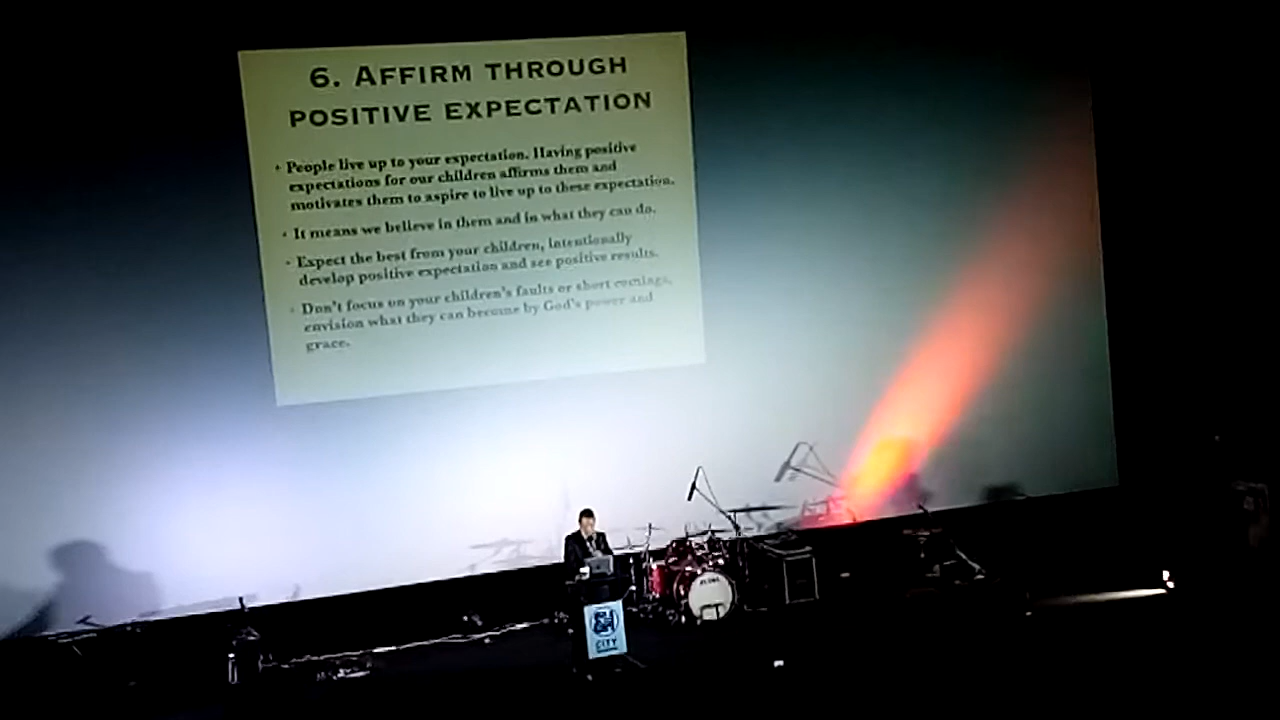 6. AFFIRM THROUGH
POSITIVE EXPECTATION
• People live up to your expectation. Having positive
expectations for our children affirms them and
motivates them to aspire to live up to these expectation.
• It means we believe in them and in what they can do.
• Expect the best from your children, intentionally
develop positive expectation and see positive results.
• Don't focus on your children's faults or short comings,
envision what they can become by God's power and
grace.
TAMA
SM
CITY